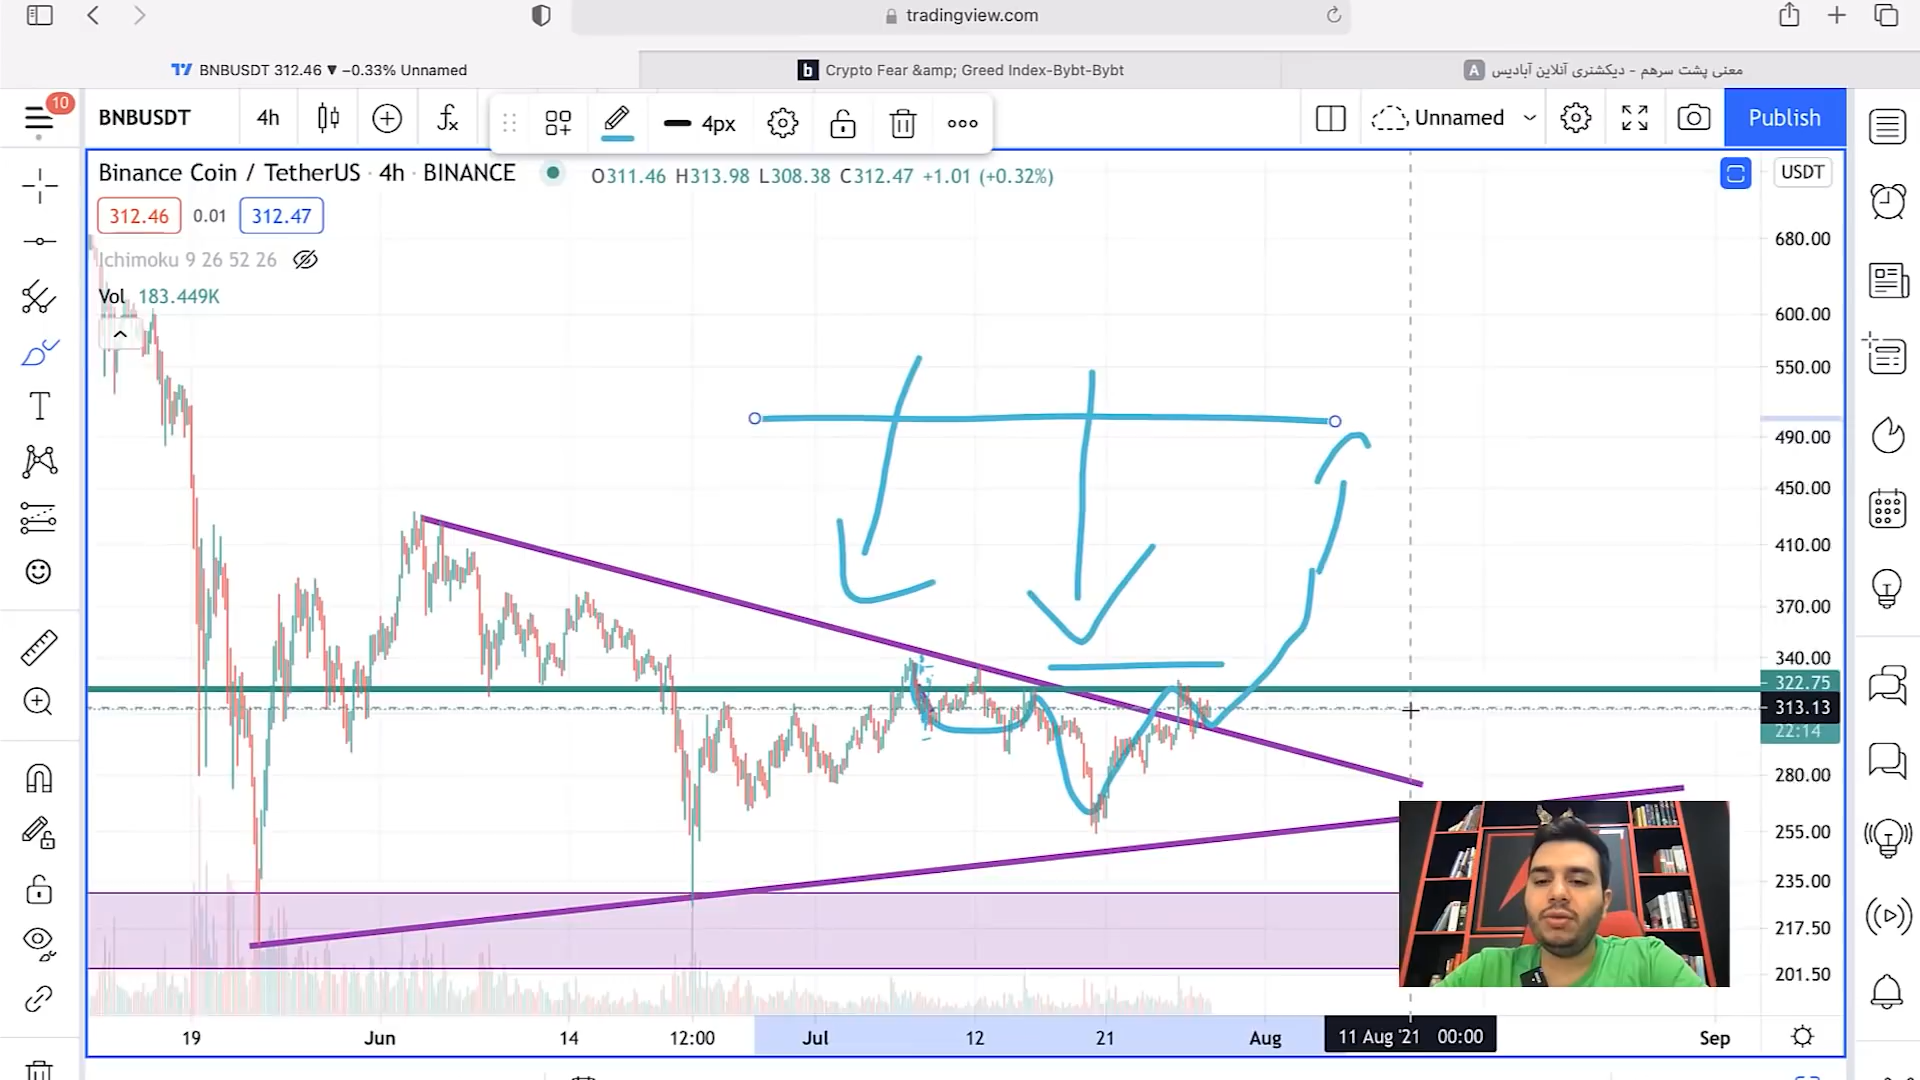 tradingview.com
BNBUSDT 312.46 ▼ −0.33% Unnamed
Crypto Fear &amp; Greed Index-Bybt-Bybt
معنی پشت سرهم - دیکشنری آنلاین آبادیس
10
BNBUSDT
4h
4px
Unnamed
Publish
Binance Coin / TetherUS · 4h · BINANCE
O311.46 H313.98 L308.38 C312.47 +1.01 (+0.32%)
USDT
312.46
0.01
312.47
Ichimoku 9 26 52 26
Vol 183.449K
680.00
600.00
550.00
490.00
450.00
410.00
370.00
340.00
322.75
313.13
22:14
280.00
255.00
235.00
217.50
201.50
19
Jun
14
12:00
Jul
12
21
Aug
11 Aug '21 00:00
Sep